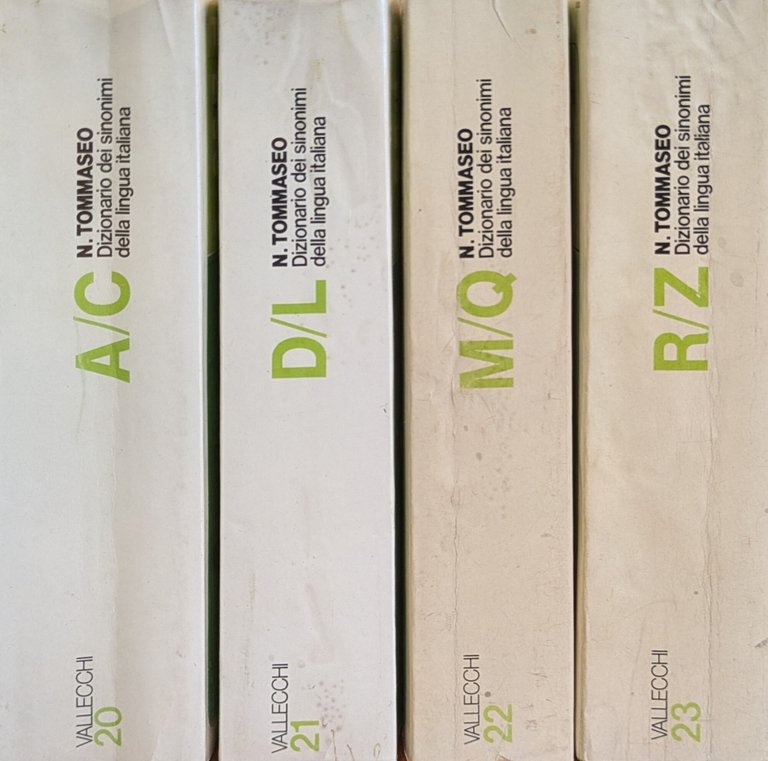 N. TOMMASEO
Dizionario dei sinonimi
della lingua italiana
A/C
VALLECCHI
20
N. TOMMASEO
Dizionario dei sinonimi
della lingua italiana
D/L
VALLECCHI
21
N. TOMMASEO
Dizionario dei sinonimi
della lingua italiana
M/Q
VALLECCHI
22
N. TOMMASEO
Dizionario dei sinonimi
della lingua italiana
R/Z
VALLECCHI
23